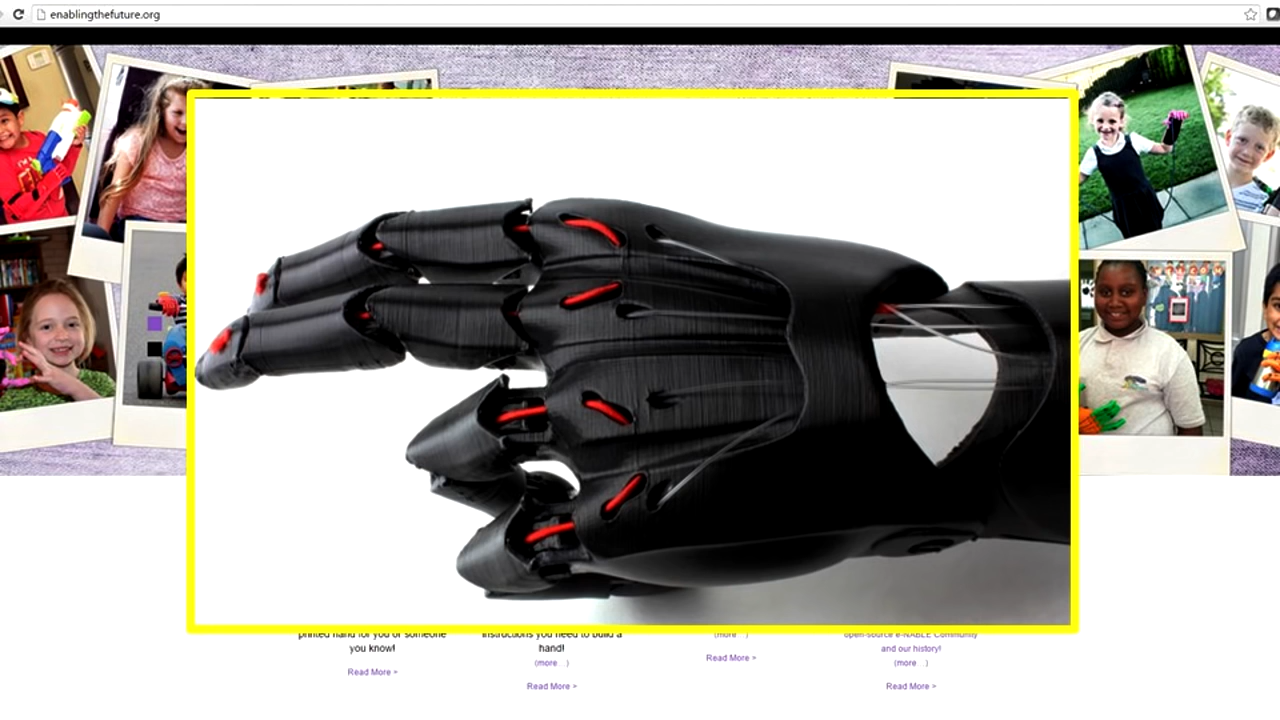 enablingthefuture.org
printed hand for you or someone
you know!
Read More >
instructions you need to build a
hand!
(more…)
Read More >
(more…)
Read More >
open-source e-NABLE Community
and our history!
(more…)
Read More >